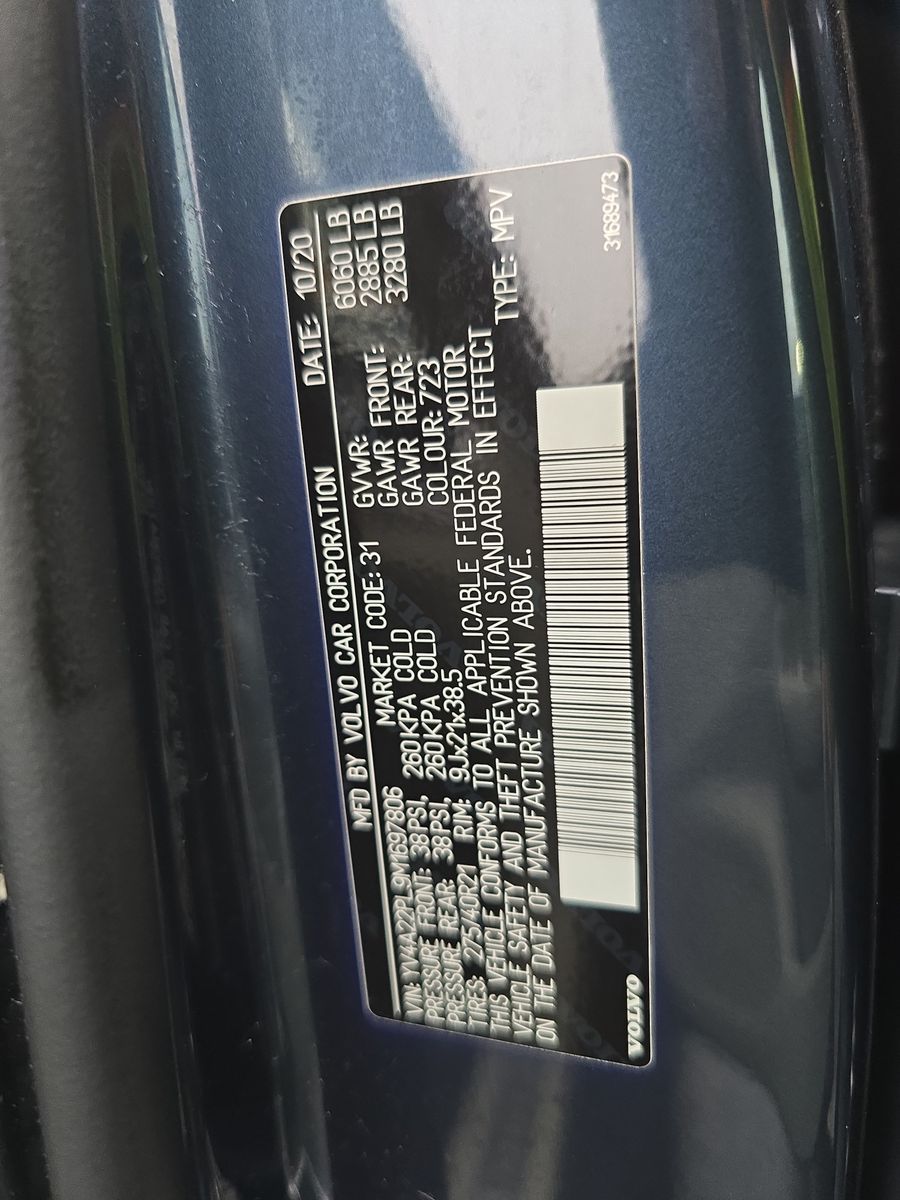 MFD BY VOLVO CAR CORPORATION DATE: 10/20
MARKET CODE: 31 GVWR: 6060 LB
VIN: YV4A22PL9M1697806 GAWR FRONT: 2885 LB
PRESSURE FRONT: 38PSI, 260KPA COLD GAWR REAR: 3280 LB
PRESSURE REAR: 38PSI, 260KPA COLD COLOUR: 723
TIRES: 275/40R21 RIM: 9Jx21x38.5
THIS VEHICLE CONFORMS TO ALL APPLICABLE FEDERAL MOTOR
VEHICLE SAFETY AND THEFT PREVENTION STANDARDS IN EFFECT
ON THE DATE OF MANUFACTURE SHOWN ABOVE. TYPE: MPV
VOLVO 31689473